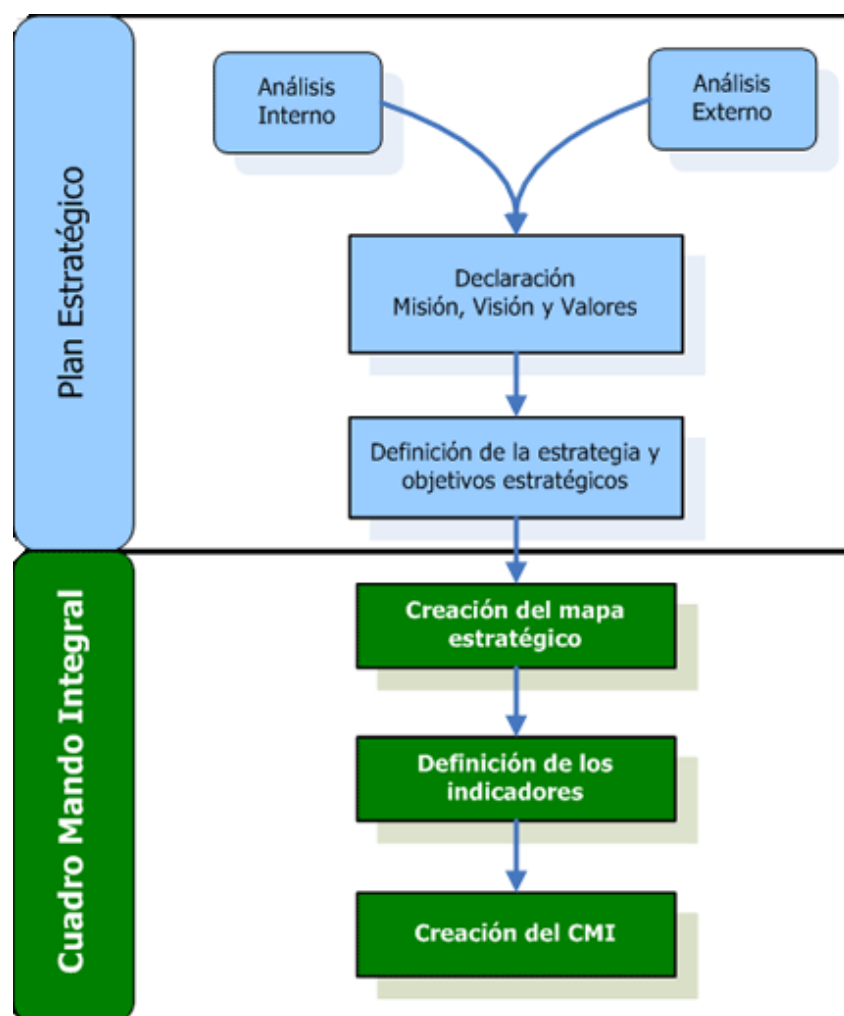 Plan Estratégico
Análisis
Interno
Análisis
Externo
Declaración
Misión, Visión y Valores
Definición de la estrategia y
objetivos estratégicos
Cuadro Mando Integral
Creación del mapa
estratégico
Definición de los
indicadores
Creación del CMI